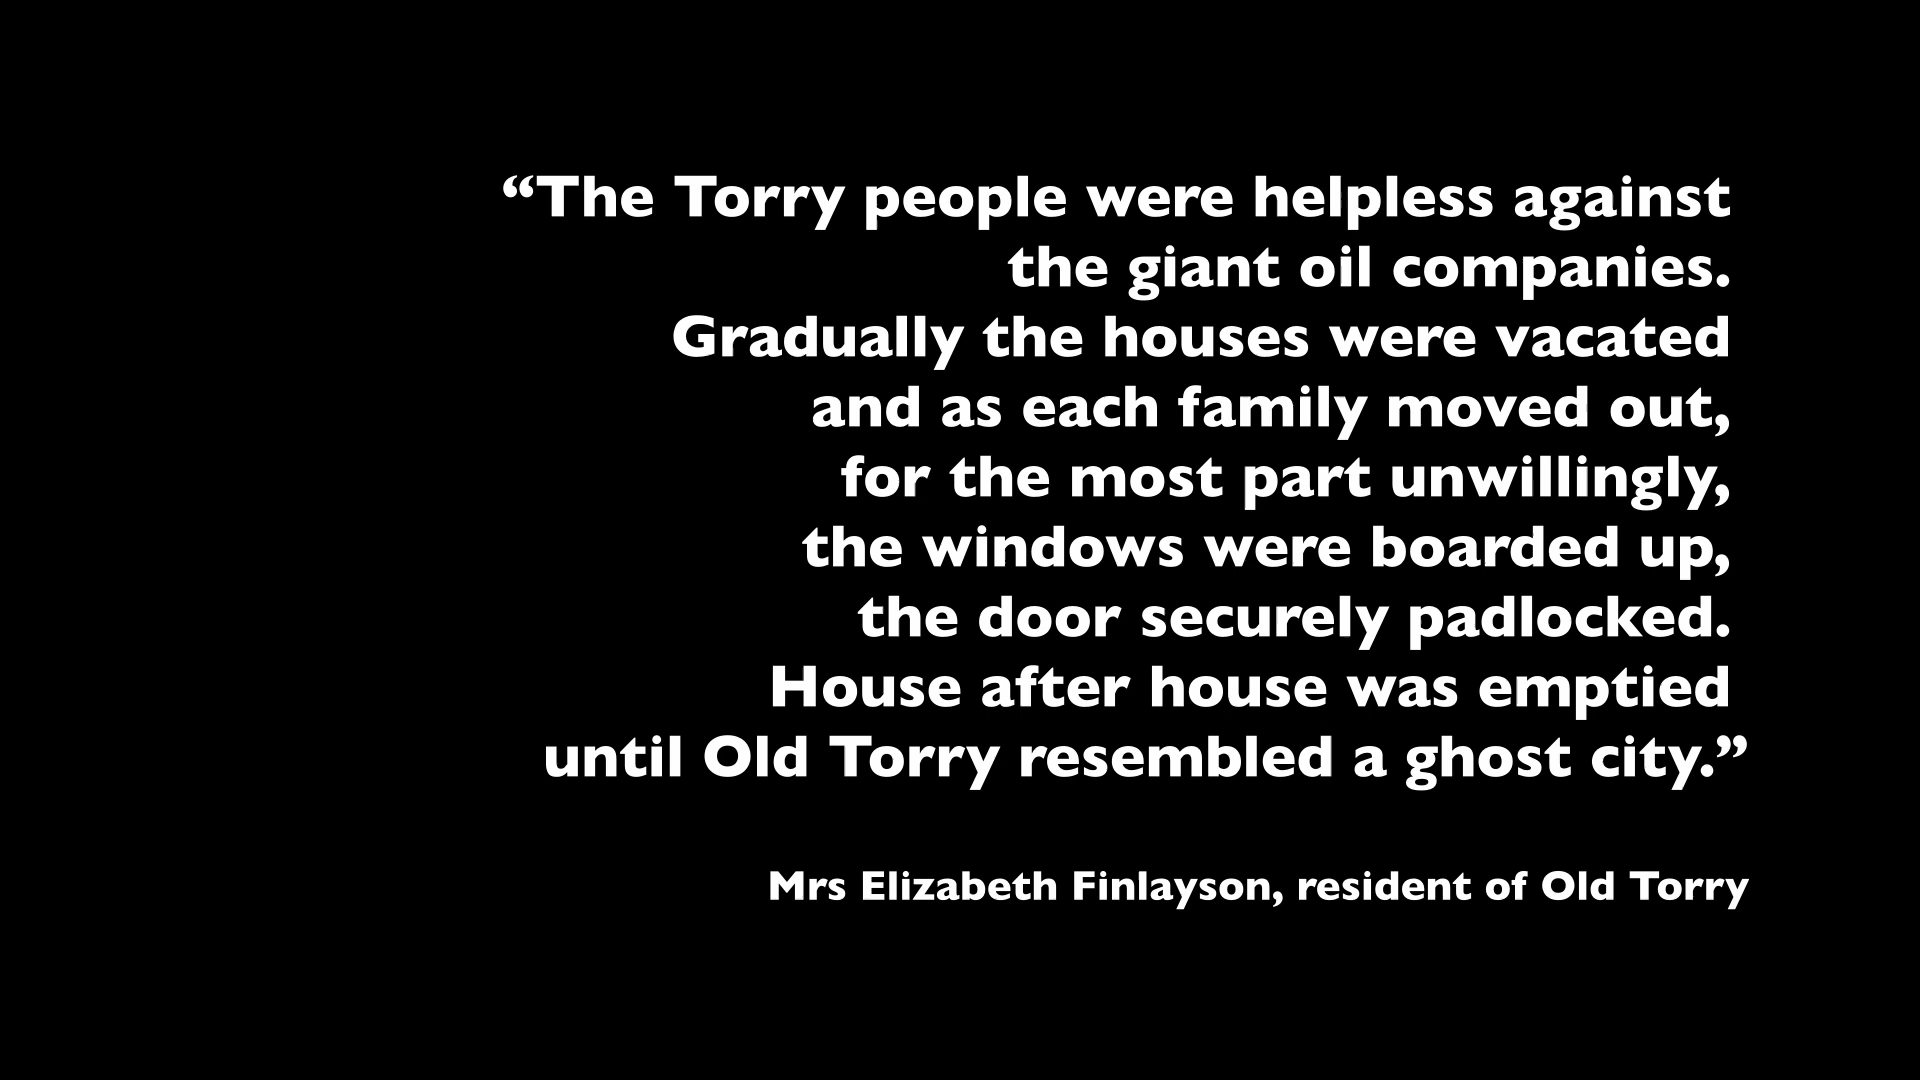 “The Torry people were helpless against
the giant oil companies.
Gradually the houses were vacated
and as each family moved out,
for the most part unwillingly,
the windows were boarded up,
the door securely padlocked.
House after house was emptied
until Old Torry resembled a ghost city.”
Mrs Elizabeth Finlayson, resident of Old Torry